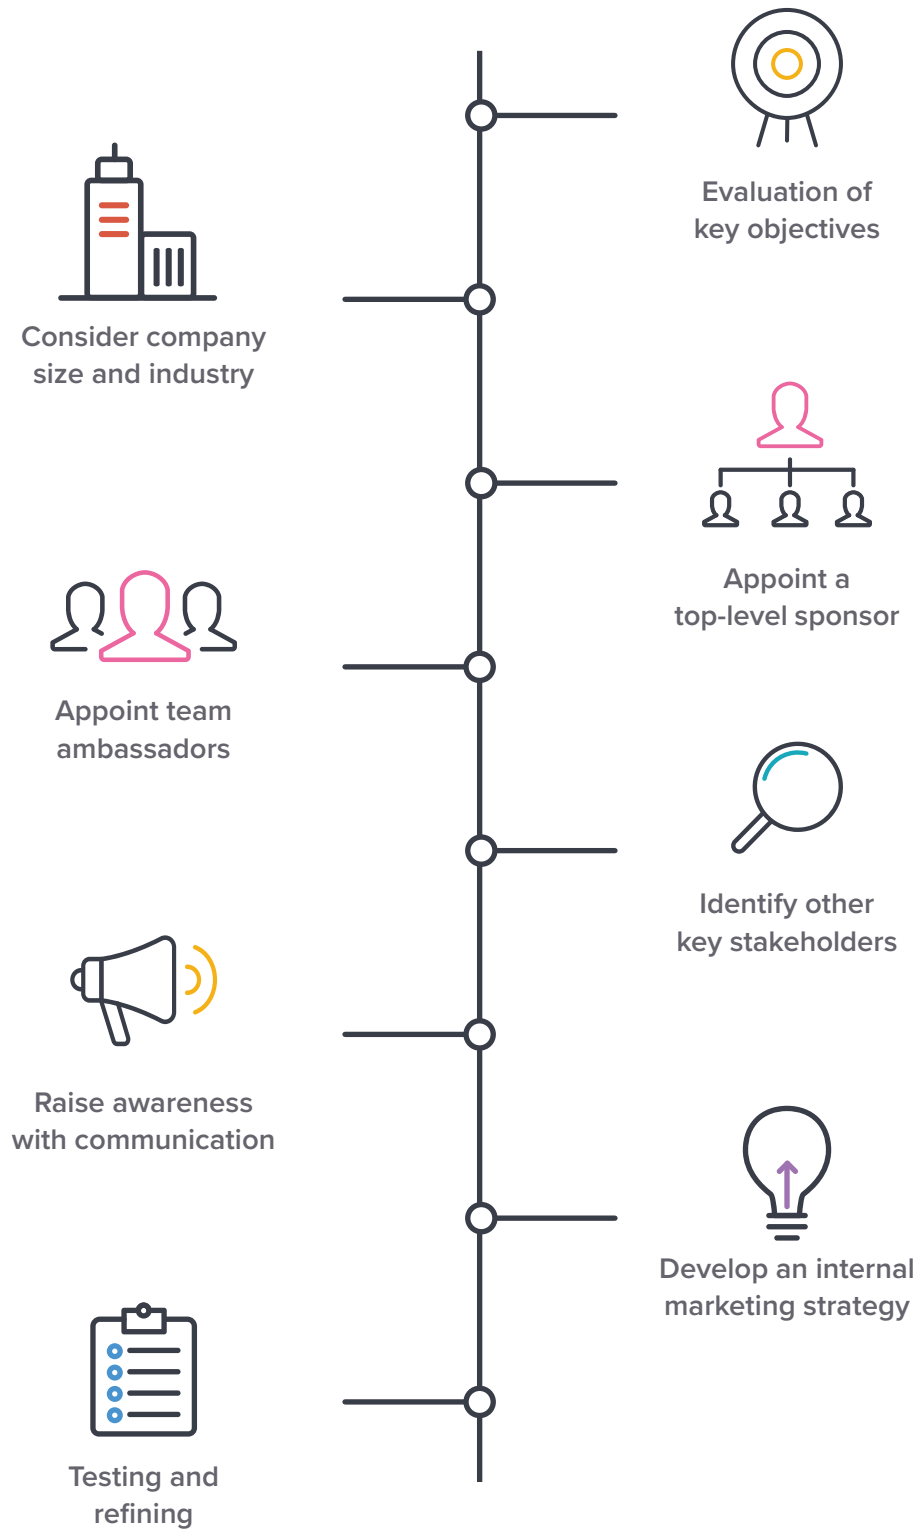 Evaluation of
key objectives
Consider company
size and industry
Appoint a
top-level sponsor
Appoint team
ambassadors
Identify other
key stakeholders
Raise awareness
with communication
Develop an internal
marketing strategy
Testing and
refining